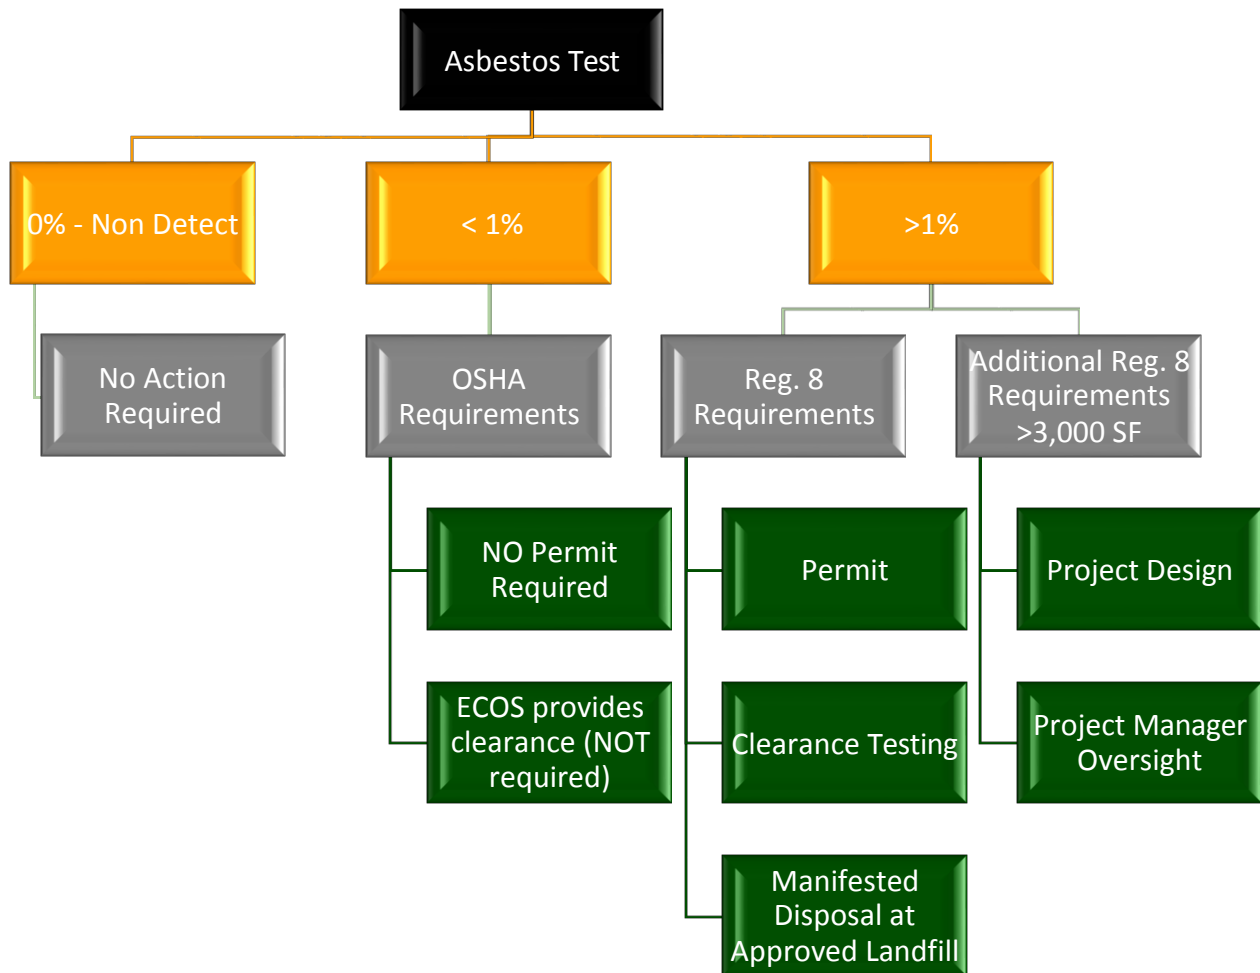 Asbestos Test
0% - Non Detect
< 1%
>1%
No Action
Required
OSHA
Requirements
Reg. 8
Requirements
Additional Reg. 8
Requirements
>3,000 SF
NO Permit
Required
Permit
Project Design
ECOS provides
clearance (NOT
required)
Clearance Testing
Project Manager
Oversight
Manifested
Disposal at
Approved Landfill